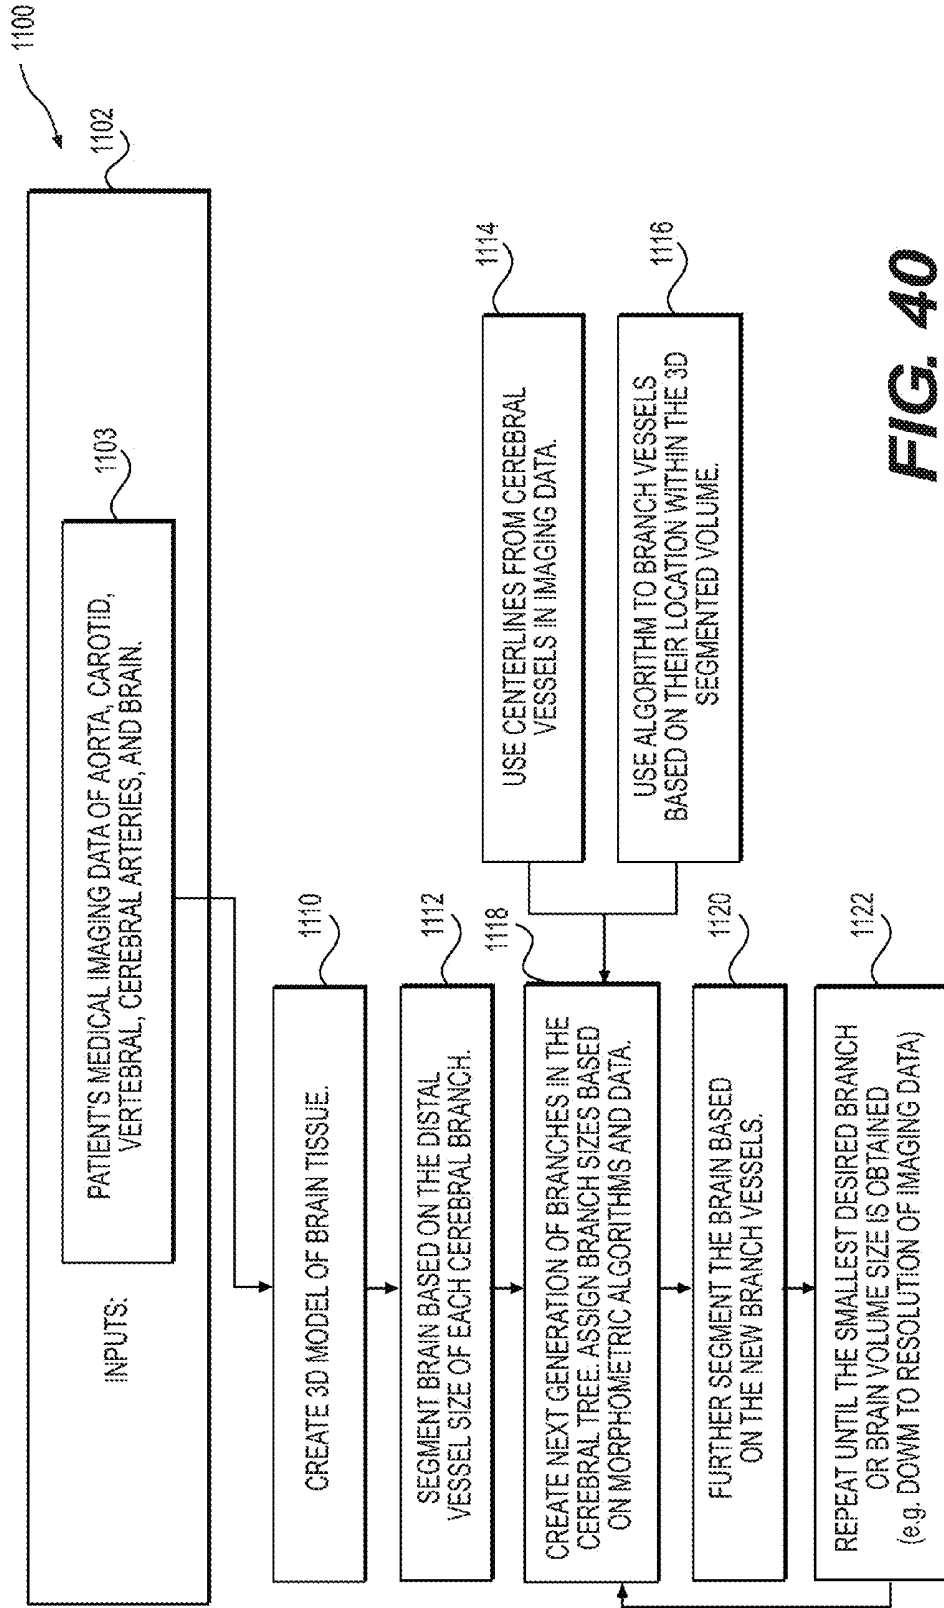 1100
1102
INPUTS:
1103
PATIENT'S MEDICAL IMAGING DATA OF AORTA, CAROTID,
VERTEBRAL, CEREBRAL ARTERIES, AND BRAIN.
1110
CREATE 3D MODEL OF BRAIN TISSUE.
1112
SEGMENT BRAIN BASED ON THE DISTAL
VESSEL SIZE OF EACH CEREBRAL BRANCH.
1114
USE CENTERLINES FROM CEREBRAL
VESSELS IN IMAGING DATA.
1116
USE ALGORITHM TO BRANCH VESSELS
BASED ON THEIR LOCATION WITHIN THE 3D
SEGMENTED VOLUME.
1118
CREATE NEXT GENERATION OF BRANCHES IN THE
CEREBRAL TREE. ASSIGN BRANCH SIZES BASED
ON MORPHOMETRIC ALGORITHMS AND DATA.
1120
FURTHER SEGMENT THE BRAIN BASED
ON THE NEW BRANCH VESSELS.
1122
REPEAT UNTIL THE SMALLEST DESIRED BRANCH
OR BRAIN VOLUME SIZE IS OBTAINED
(e.g. DOWM TO RESOLUTION OF IMAGING DATA)
FIG. 40